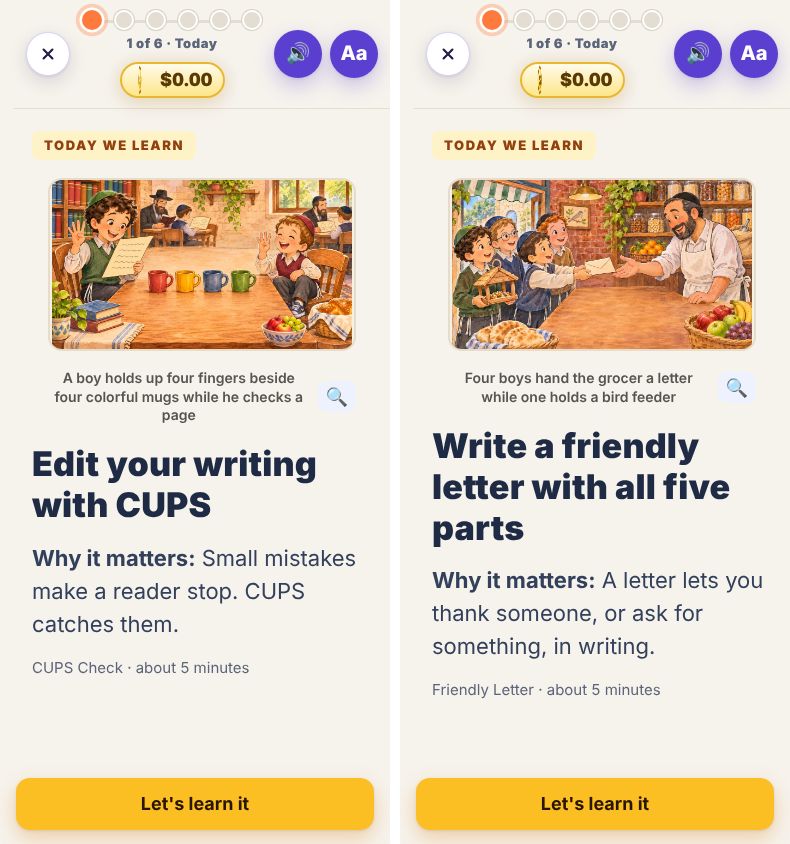 1 of 6 · Today
Aa
$0.00
TODAY WE LEARN
A boy holds up four fingers beside
four colorful mugs while he checks a
page
Edit your writing
with CUPS
Why it matters: Small mistakes
make a reader stop. CUPS
catches them.
CUPS Check · about 5 minutes
Let's learn it
1 of 6 · Today
Aa
$0.00
TODAY WE LEARN
Four boys hand the grocer a letter
while one holds a bird feeder
Write a friendly
letter with all five
parts
Why it matters: A letter lets you
thank someone, or ask for
something, in writing.
Friendly Letter · about 5 minutes
Let's learn it